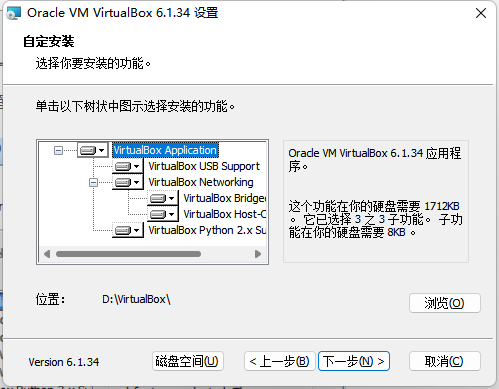 Oracle VM VirtualBox 6.1.34 设置
自定安装
选择你要安装的功能。
单击以下树状中图示选择安装的功能。
VirtualBox Application
VirtualBox USB Support
VirtualBox Networking
VirtualBox Bridge
VirtualBox Host-O
VirtualBox Python 2.x Su
Oracle VM VirtualBox 6.1.34 应用程
序。
这个功能在你的硬盘需要 1712KB
。 它已选择 3 之 3 子功能。 子功
能在你的硬盘需要 8KB 。
位置：
D:\VirtualBox\
浏览(O)
Version 6.1.34
磁盘空间(U)
< 上一步(B)
下一步(N) >
取消(C)